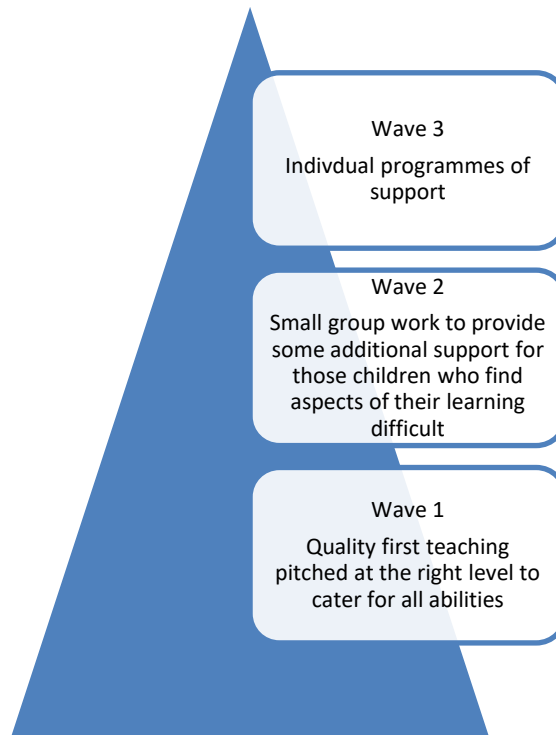 Wave 3
Indivdual programmes of
support
Wave 2
Small group work to provide
some additional support for
those children who find
aspects of their learning
difficult
Wave 1
Quality first teaching
pitched at the right level to
cater for all abilities